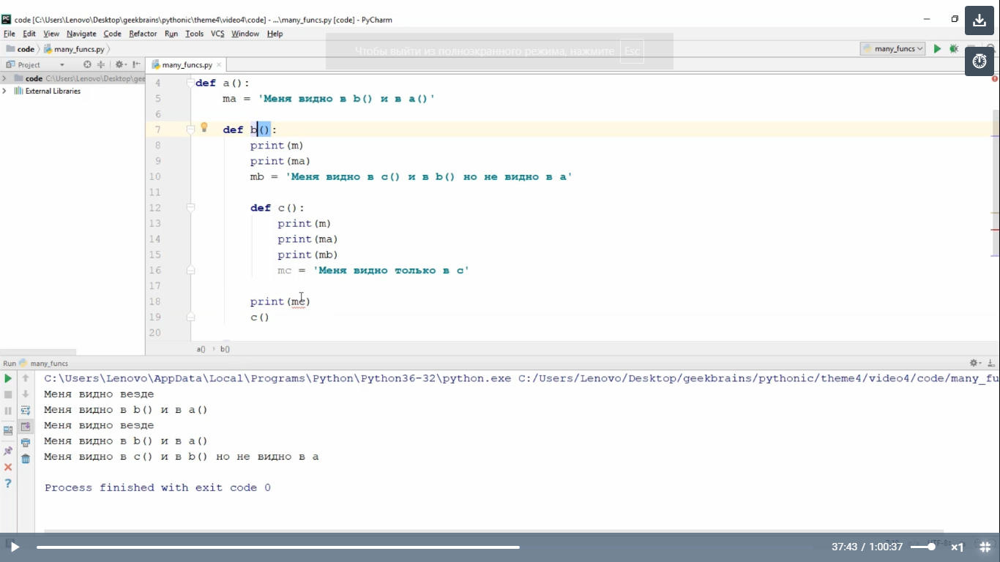 code [C:\Users\Lenovo\Desktop\geekbrains\pythonic\theme4\video4\code] - ...\many_funcs.py [code] - PyCharm
File Edit View Navigate Code Refactor Run Tools VCS Window Help
Чтобы выйти из полноэкранного режима, нажмите Esc
code many_funcs.py
many_funcs
Project
many_funcs.py
code C:\Users\Lenovo\Desktop\gee
External Libraries
4 def a():
5 ma = 'Меня видно в b() и в a()'
6
7 def b():
8 print(m)
9 print(ma)
10 mb = 'Меня видно в c() и в b() но не видно в a'
11
12 def c():
13 print(m)
14 print(ma)
15 print(mb)
16 mc = 'Меня видно только в c'
17
18 print(mc)
19 c()
20
a() b()
Run many_funcs
C:\Users\Lenovo\AppData\Local\Programs\Python\Python36-32\python.exe C:/Users/Lenovo/Desktop/geekbrains/pythonic/theme4/video4/code/many_fu
Меня видно везде
Меня видно в b() и в a()
Меня видно везде
Меня видно в b() и в a()
Меня видно в c() и в b() но не видно в a
Process finished with exit code 0
37:43 / 1:00:37 ×1